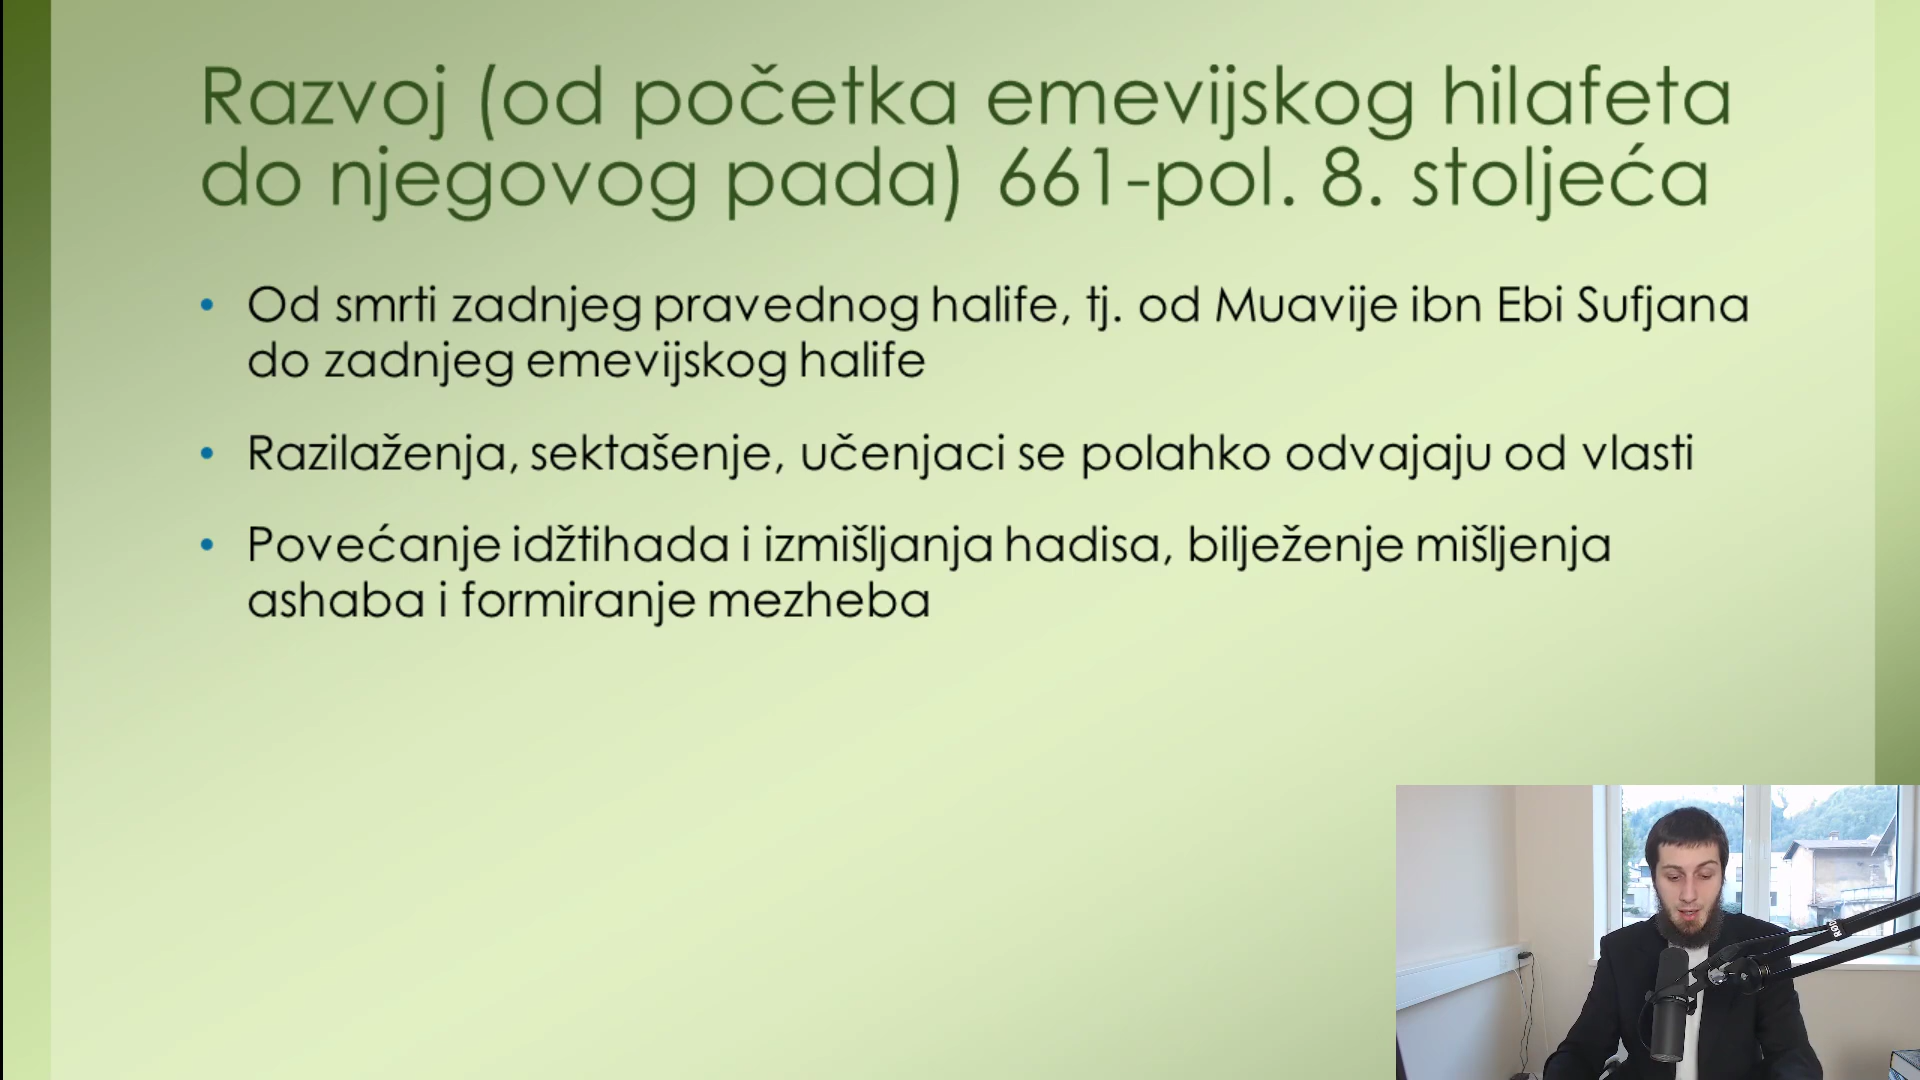 Razvoj (od početka emevijskog hilafeta
do njegovog pada) 661-pol. 8. stoljeća
• Od smrti zadnjeg pravednog halife, tj. od Muavije ibn Ebi Sufjana
do zadnjeg emevijskog halife
• Razilaženja, sektašenje, učenjaci se polahko odvajaju od vlasti
• Povećanje idžtihada i izmišljanja hadisa, bilježenje mišljenja
ashaba i formiranje mezheba